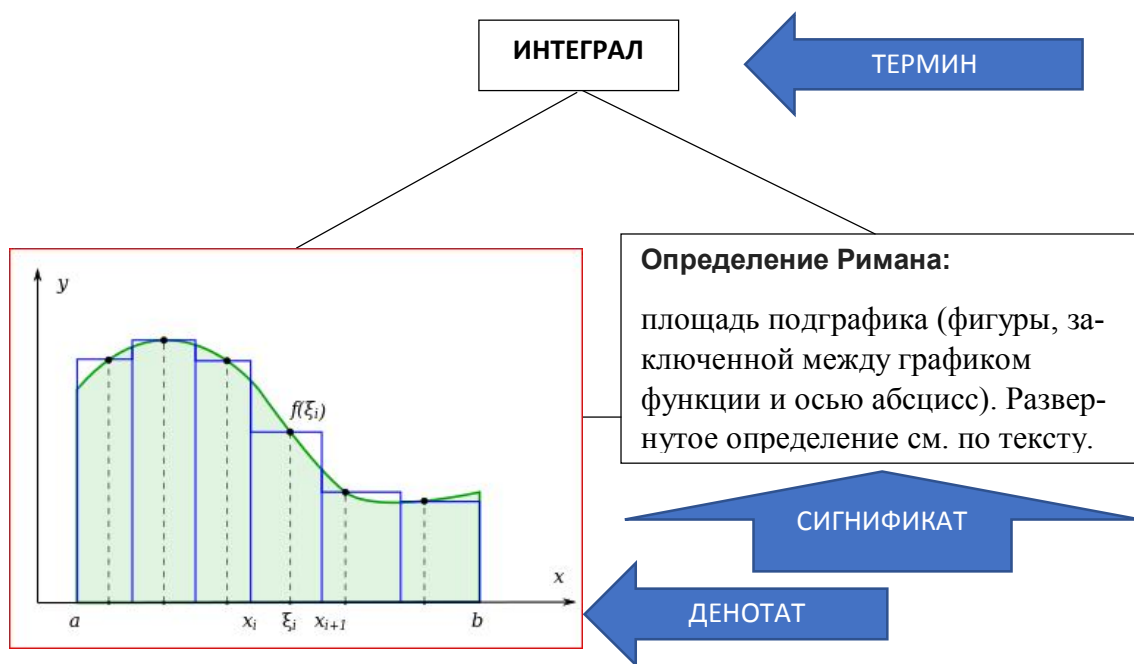 ИНТЕГРАЛ
ТЕРМИН
Определение Римана:
площадь подграфика (фигуры, за-
ключенной между графиком
функции и осью абсцисс). Развер-
нутое определение см. по тексту.
y
f(ξᵢ)
x
a
xᵢ
ξᵢ
xᵢ₊₁
b
СИГНИФИКАТ
ДЕНОТАТ